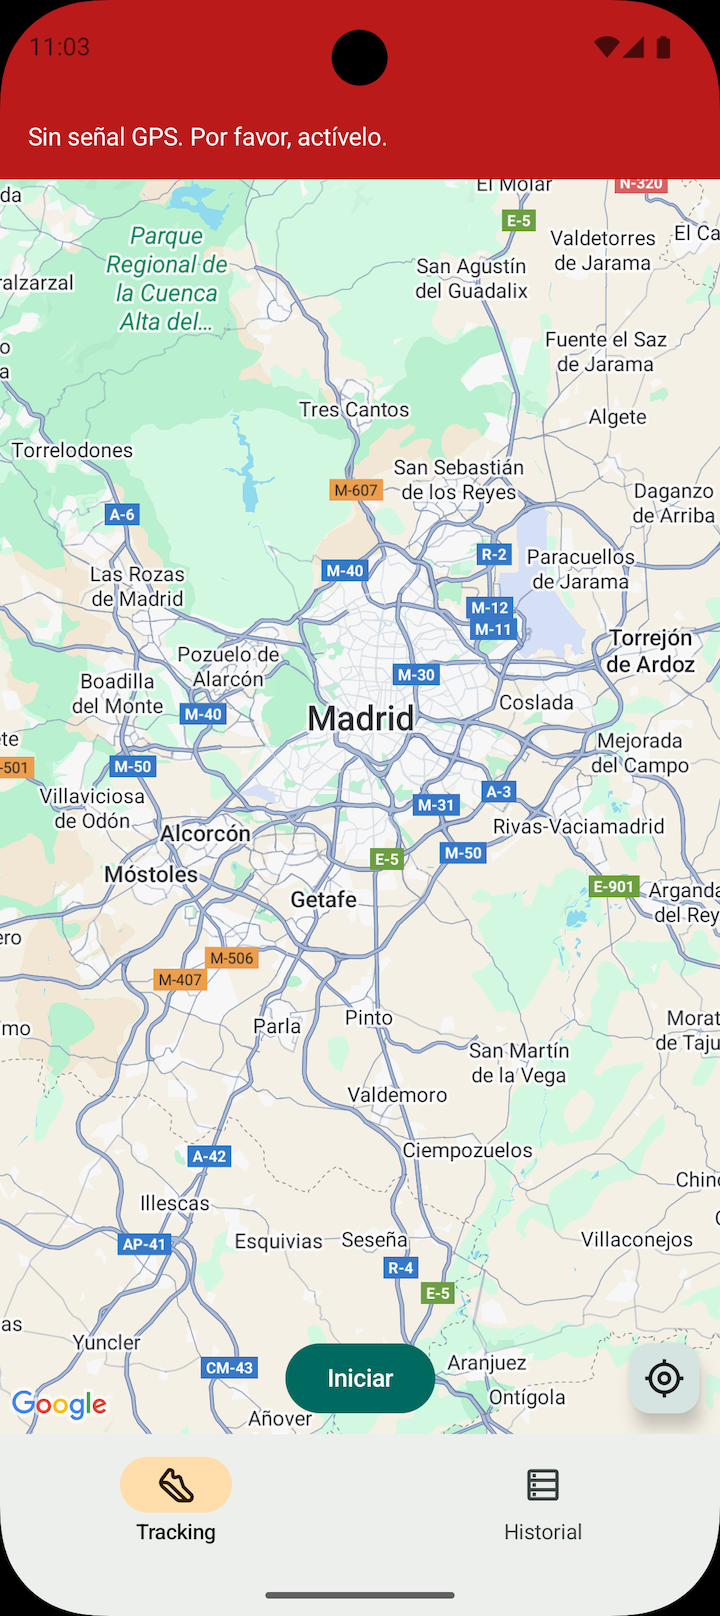 11:03
Sin señal GPS. Por favor, actívelo.
El Molar
N-320
da
E-5
Parque
Regional de
la Cuenca
Alta del...
Valdetorres
de Jarama
El Ca
San Agustín
del Guadalix
ralzarzal
o
a
Fuente el Saz
de Jarama
Tres Cantos
Algete
Torrelodones
San Sebastián
de los Reyes
M-607
Daganzo
de Arriba
A-6
R-2
Paracuellos
de Jarama
M-40
Las Rozas
de Madrid
M-12
M-11
Torrejón
de Ardoz
Pozuelo de
Alarcón
M-30
Boadilla
del Monte
Coslada
M-40
Madrid
ete
Mejorada
del Campo
-501
M-50
A-3
Villaviciosa
de Odón
M-31
Alcorcón
Rivas-Vaciamadrid
E-5
M-50
Móstoles
E-901
Arganda
del Rey
Getafe
ero
M-506
M-407
Pinto
Parla
Morat
de Taju
mo
San Martín
de la Vega
Valdemoro
Ciempozuelos
A-42
Chin
Illescas
AP-41
Esquivias
Seseña
Villaconejos
R-4
E-5
as
Yuncler
CM-43
Iniciar
Aranjuez
Ontígola
Google
Añover
Tracking
Historial